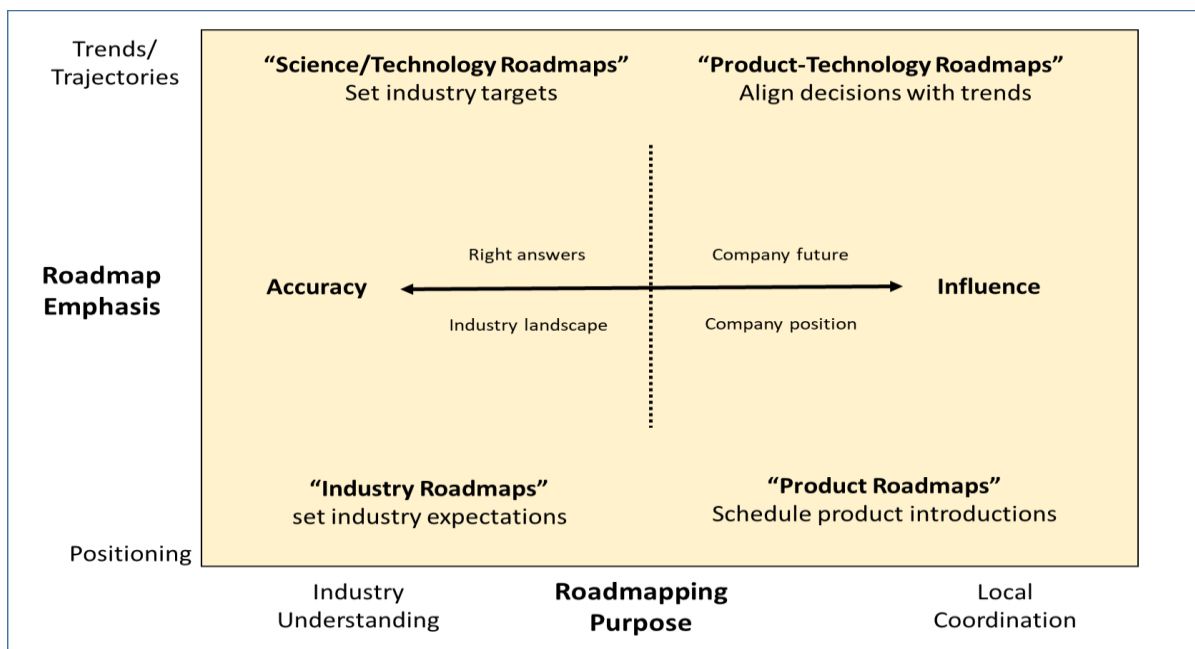 Trends/
Trajectories
“Science/Technology Roadmaps”
Set industry targets
“Product-Technology Roadmaps”
Align decisions with trends
Right answers
Company future
Roadmap
Emphasis
Accuracy
Influence
Industry landscape
Company position
“Industry Roadmaps”
set industry expectations
“Product Roadmaps”
Schedule product introductions
Positioning
Industry
Understanding
Roadmapping
Purpose
Local
Coordination